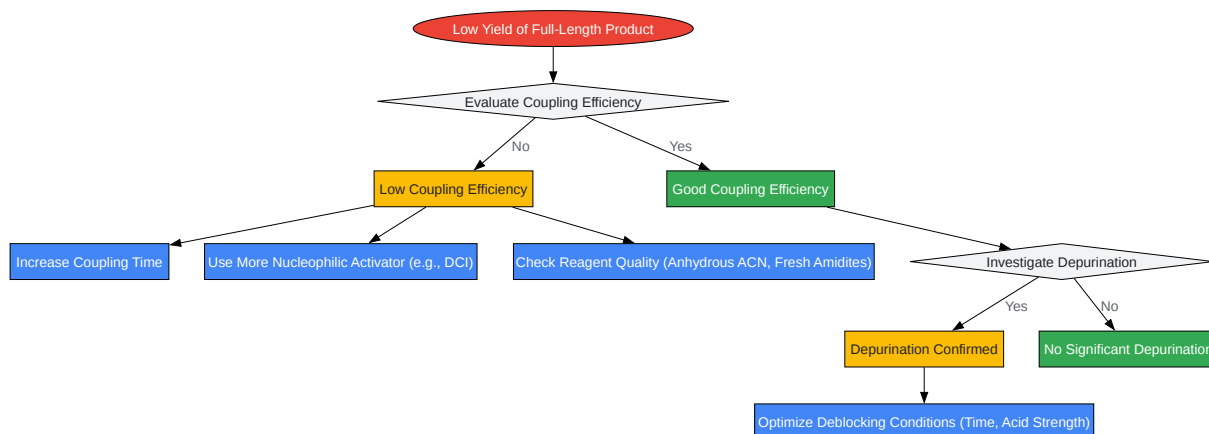 Low Yield of Full-Length Product
Evaluate Coupling Efficiency
No
Yes
Low Coupling Efficiency
Good Coupling Efficiency
Increase Coupling Time
Use More Nucleophilic Activator (e.g., DCI)
Check Reagent Quality (Anhydrous ACN, Fresh Amidites)
Investigate Depurination
Yes
No
Depurination Confirmed
No Significant Depurination
Optimize Deblocking Conditions (Time, Acid Strength)